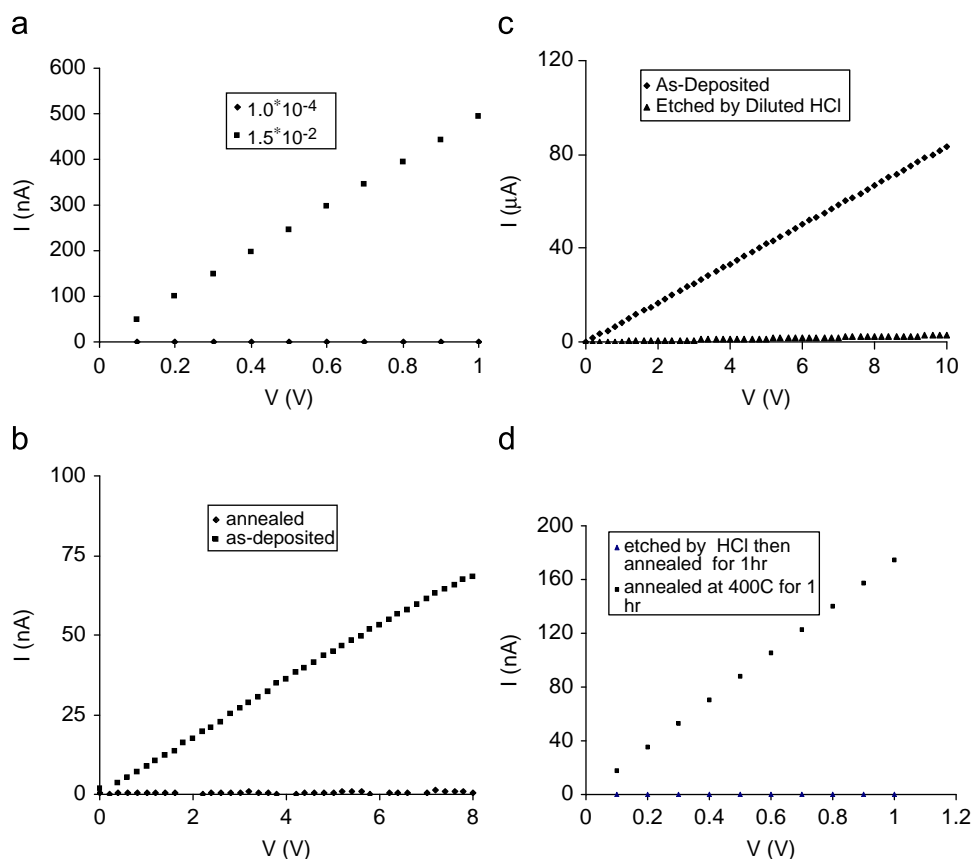 a
600
500
400
300
200
100
0
I (nA)
1.0*10-4
1.5*10-2
0 0.2 0.4 0.6 0.8 1
V (V)
c
120
80
40
0
I (μA)
As-Deposited
Etched by Diluted HCl
0 2 4 6 8 10
V (V)
b
100
75
50
25
0
I (nA)
annealed
as-deposited
0 2 4 6 8
V (V)
d
200
160
120
80
40
0
I (nA)
etched by HCl then
annealed for 1hr
annealed at 400C for 1
hr
0 0.2 0.4 0.6 0.8 1 1.2
V (V)